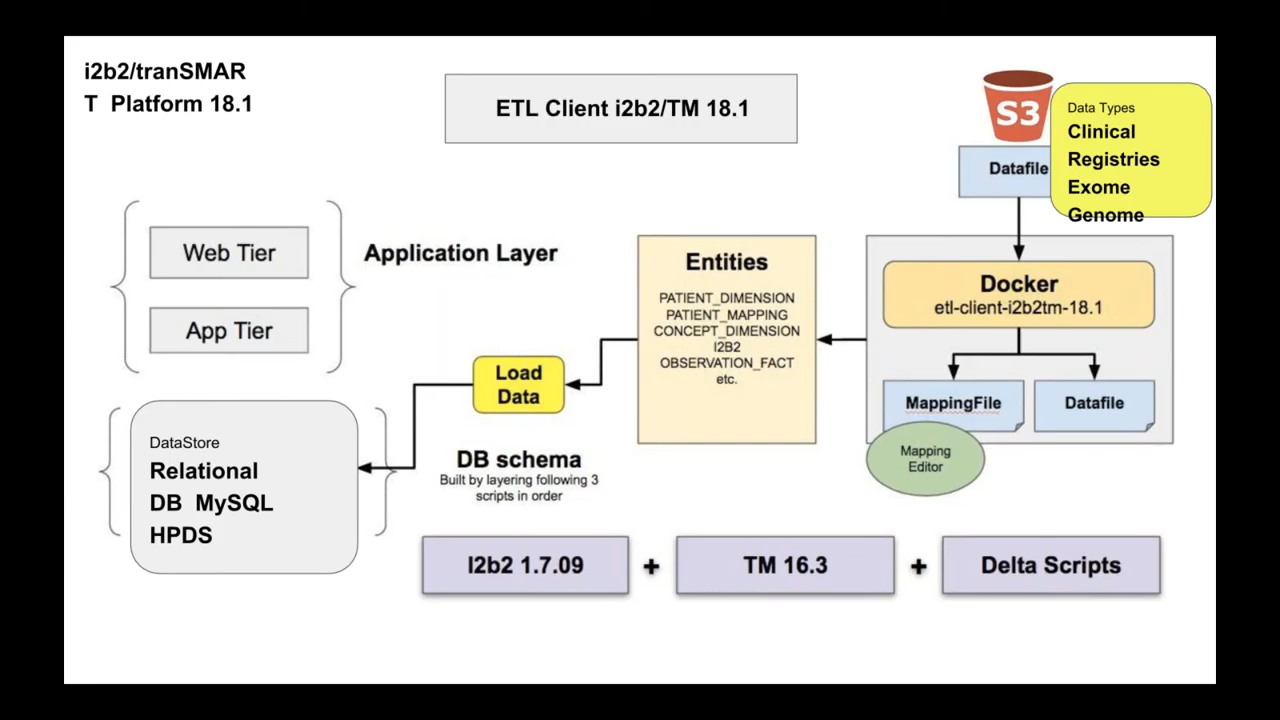 i2b2/tranSMAR
T Platform 18.1
ETL Client i2b2/TM 18.1
S3
Datafile
Data Types
Clinical
Registries
Exome
Genome
Web Tier
App Tier
Application Layer
Entities
PATIENT_DIMENSION
PATIENT_MAPPING
CONCEPT_DIMENSION
I2B2
OBSERVATION_FACT
etc.
Docker
etl-client-i2b2tm-18.1
MappingFile
Datafile
Mapping
Editor
Load
Data
DataStore
Relational
DB MySQL
HPDS
DB schema
Built by layering following 3
scripts in order
I2b2 1.7.09
+
TM 16.3
+
Delta Scripts